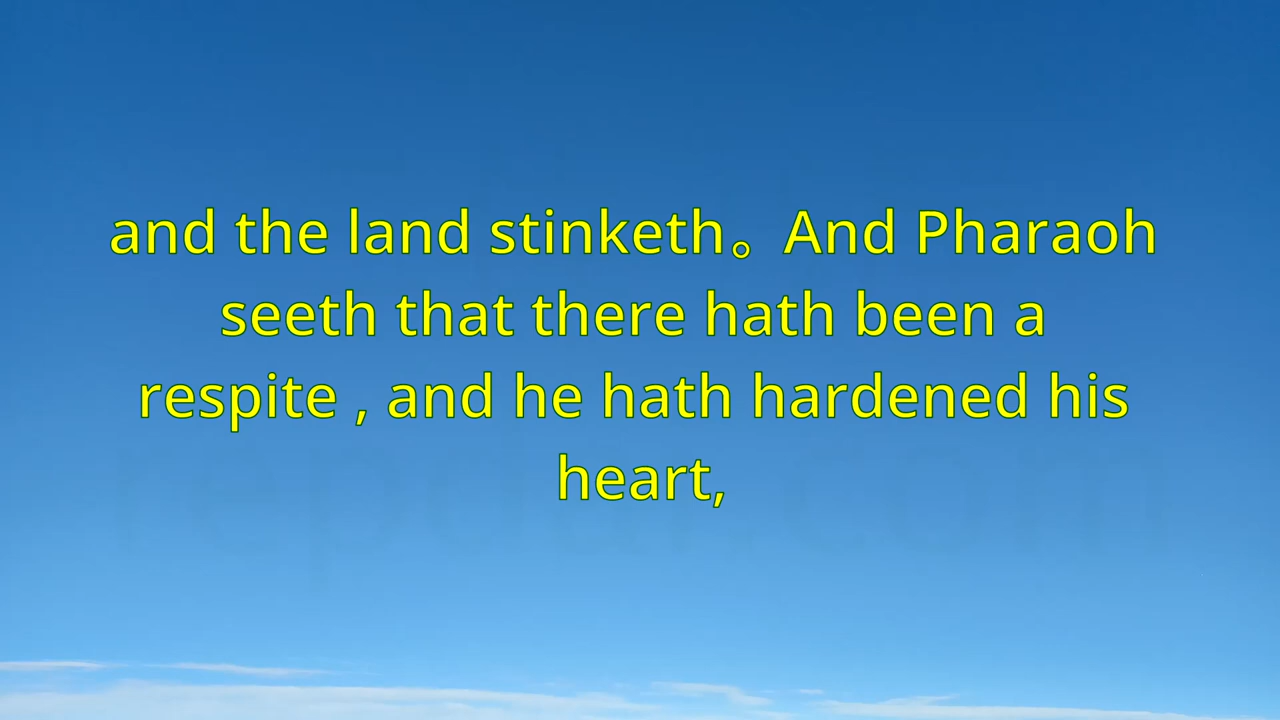 and the land stinketh。And Pharaoh
seeth that there hath been a
respite , and he hath hardened his
heart,